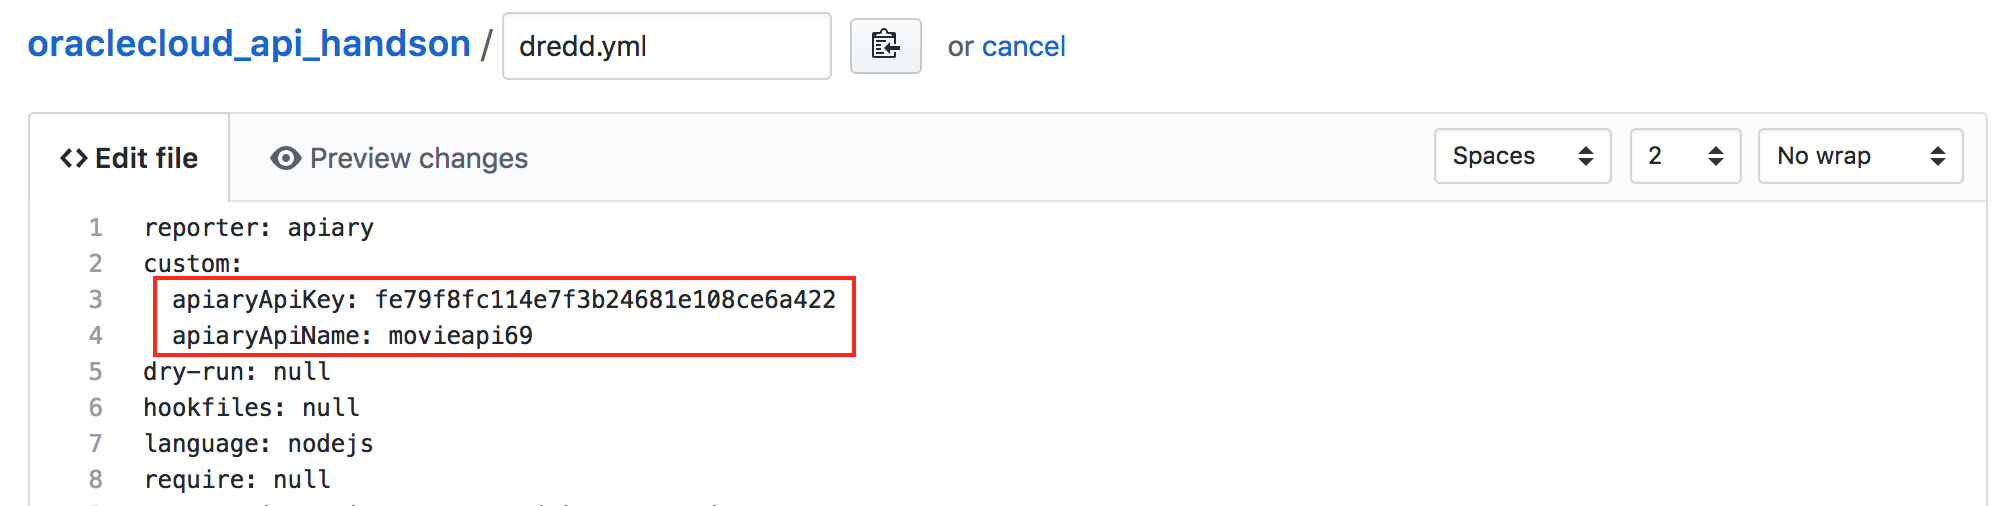 oraclecloud_api_handson / dredd.yml or cancel
<> Edit file Preview changes Spaces 2 No wrap
1 reporter: apiary
2 custom:
3 apiaryApiKey: fe79f8fc114e7f3b24681e108ce6a422
4 apiaryApiName: movieapi69
5 dry-run: null
6 hookfiles: null
7 language: nodejs
8 require: null